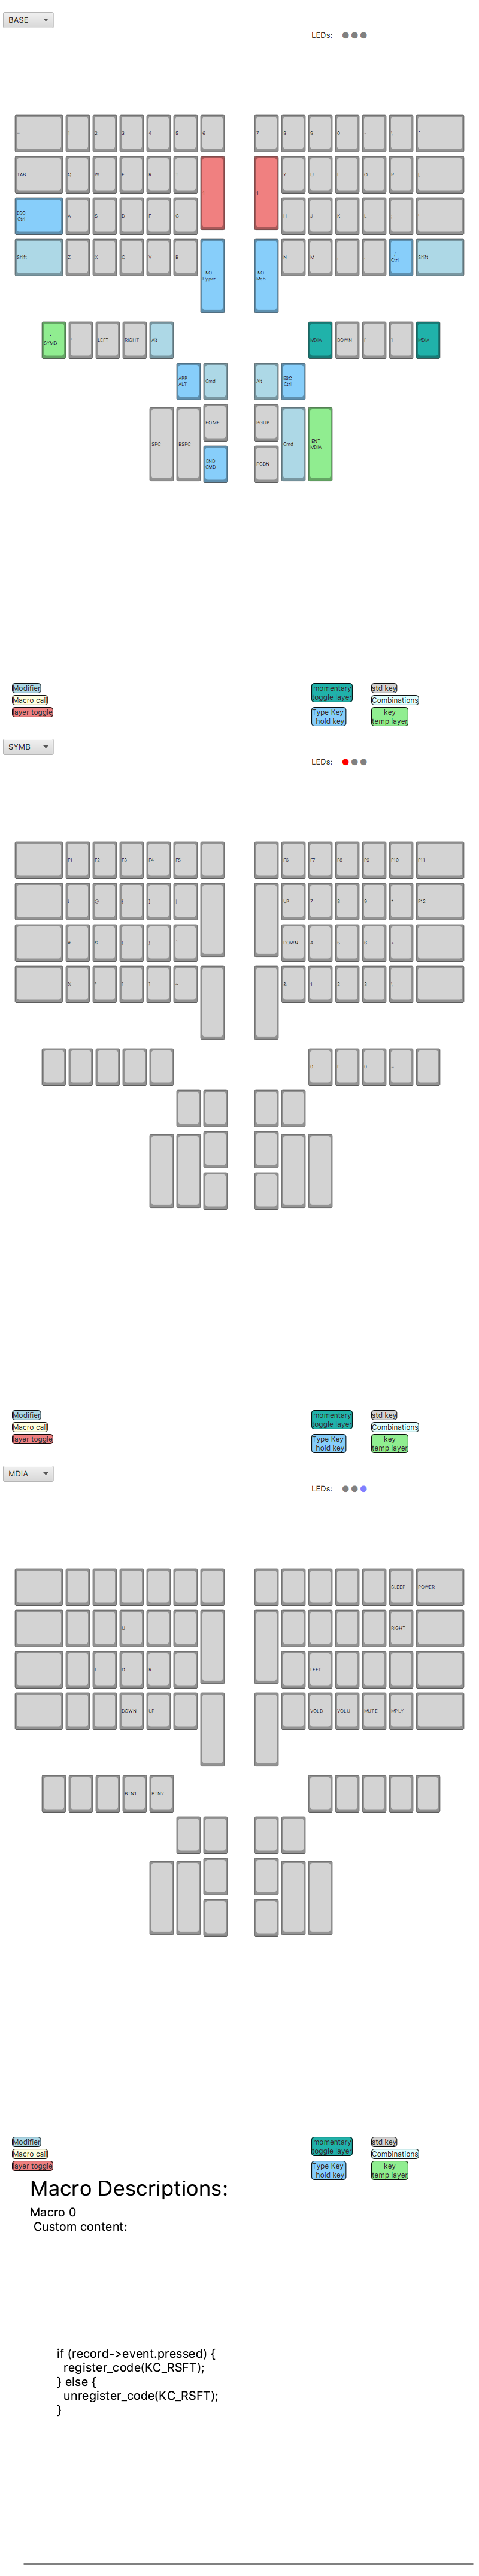 BASE
LEDs:
1 2 3 4 5 6 7 8 9 0 - \
TAB Q W E R T 1 1 Y U I O P [
ESC
Ctrl A S D F G H J K L ; '
Shift Z X C V B NO
Hyper NO
Meh N M , . /
Ctrl Shift
SYMB LEFT RIGHT Alt MDIA DOWN [ ] MDIA
APP
ALT Cmd Alt ESC
Ctrl
SPC BSPC HOME PGUP Cmd ENT
MDIA
END
CMD PGDN
Modifier
Macro call
layer toggle
momentary
toggle layer
Type Key
hold key
std key
Combinations
key
temp layer
SYMB
LEDs:
F1 F2 F3 F4 F5 F6 F7 F8 F9 F10 F11
! @ { } | UP 7 8 9 * F12
# $ ( ) ` DOWN 4 5 6 +
% ^ [ ] ~ & 1 2 3 \
0 E 0 =
Modifier
Macro call
layer toggle
momentary
toggle layer
Type Key
hold key
std key
Combinations
key
temp layer
MDIA
LEDs:
SLEEP POWER
U RIGHT
L D R LEFT
DOWN UP VOLD VOLU MUTE MPLY
BTN1 BTN2
Modifier
Macro call
layer toggle
momentary
toggle layer
Type Key
hold key
std key
Combinations
key
temp layer
Macro Descriptions:
Macro 0
Custom content:
if (record->event.pressed) {
register_code(KC_RSFT);
} else {
unregister_code(KC_RSFT);
}